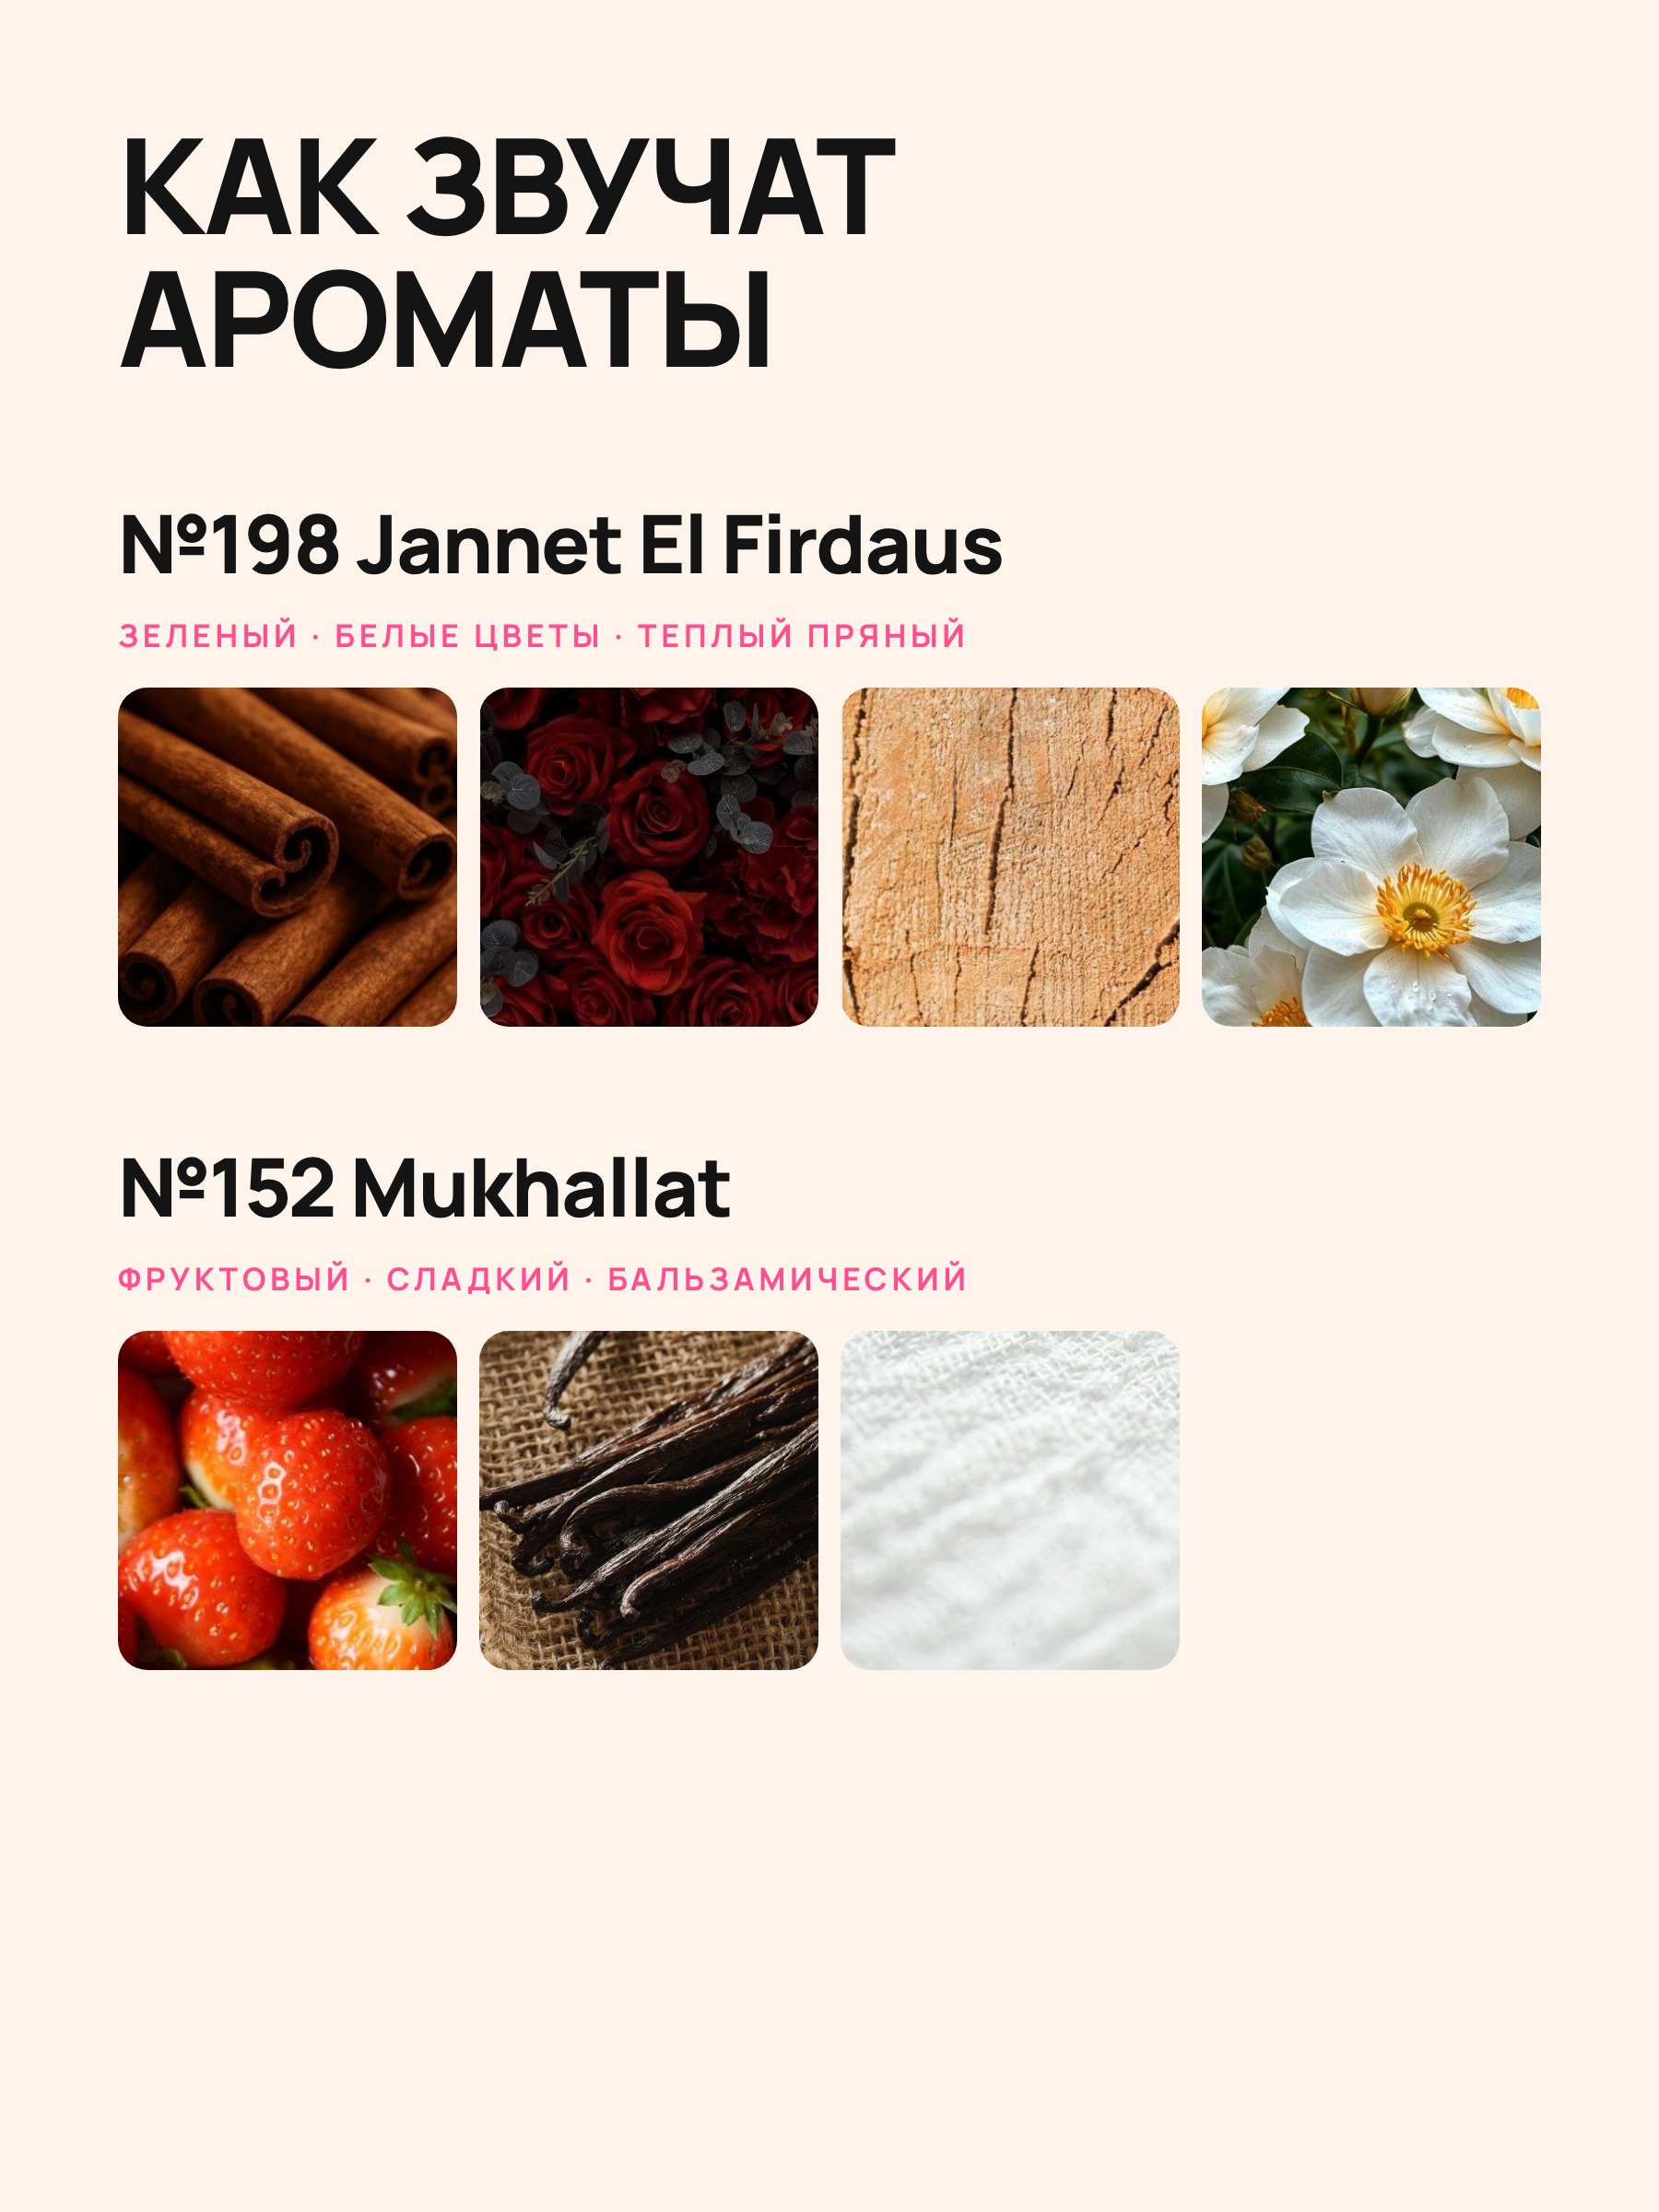 КАК ЗВУЧАТ
АРОМАТЫ
№198 Jannet El Firdaus
ЗЕЛЕНЫЙ · БЕЛЫЕ ЦВЕТЫ · ТЕПЛЫЙ ПРЯНЫЙ
№152 Mukhallat
ФРУКТОВЫЙ · СЛАДКИЙ · БАЛЬЗАМИЧЕСКИЙ